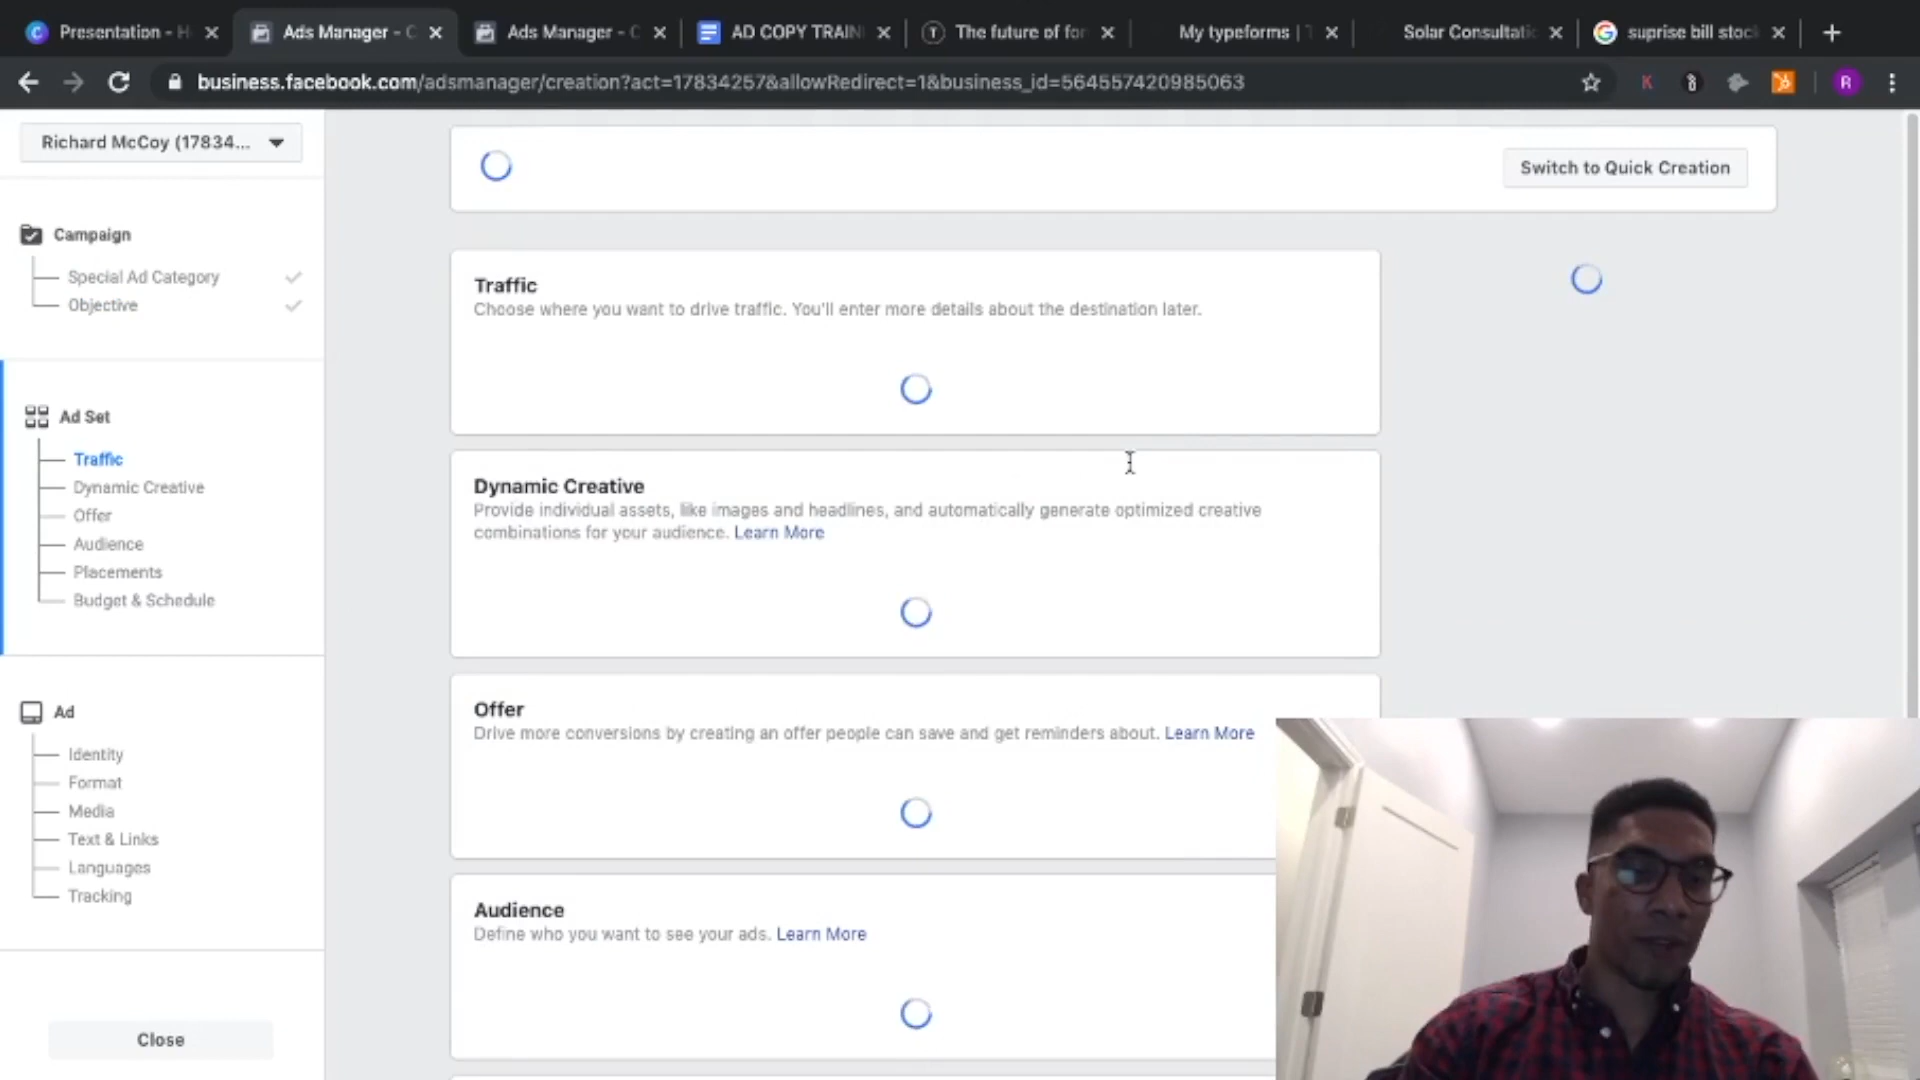 Presentation - H
Ads Manager - C
Ads Manager - C
AD COPY TRAIN
The future of for
My typeforms | T
Solar Consultati
suprise bill stoc
business.facebook.com/adsmanager/creation?act=17834257&allowRedirect=1&business_id=564557420985063
K
R
Richard McCoy (17834...
Switch to Quick Creation
Campaign
Special Ad Category
Objective
Ad Set
Traffic
Dynamic Creative
Offer
Audience
Placements
Budget & Schedule
Ad
Identity
Format
Media
Text & Links
Languages
Tracking
Close
Traffic
Choose where you want to drive traffic. You'll enter more details about the destination later.
Dynamic Creative
Provide individual assets, like images and headlines, and automatically generate optimized creative
combinations for your audience. Learn More
Offer
Drive more conversions by creating an offer people can save and get reminders about. Learn More
Audience
Define who you want to see your ads. Learn More